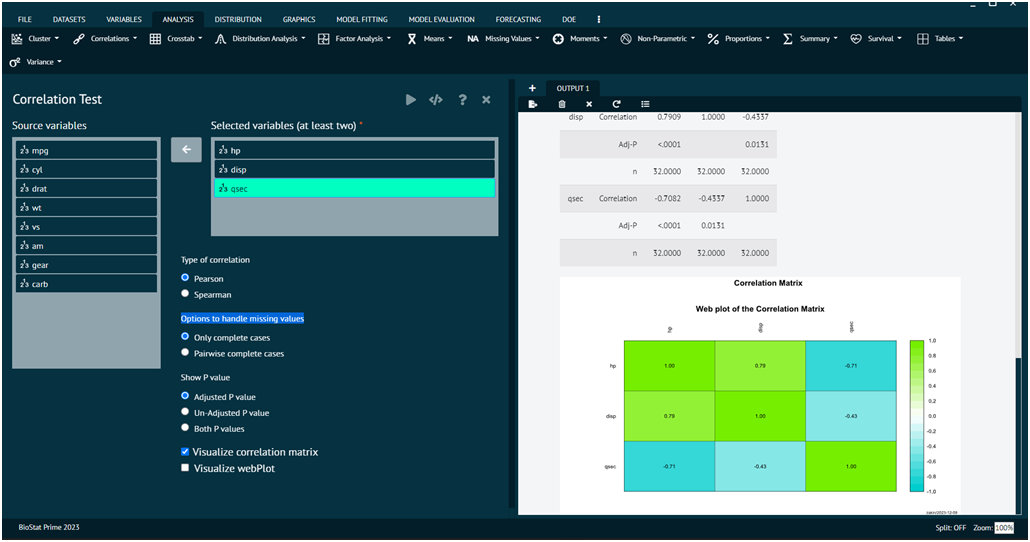 FILE DATASETS VARIABLES ANALYSIS DISTRIBUTION GRAPHICS MODEL FITTING MODEL EVALUATION FORECASTING DOE
Cluster Correlations Crosstab Distribution Analysis Factor Analysis Means NA Missing Values Moments Non-Parametric Proportions Summary Survival Tables
σ² Variance
Correlation Test
Source variables
mpg
cyl
drat
wt
vs
am
gear
carb
Selected variables (at least two) *
hp
disp
qsec
Type of correlation
Pearson
Spearman
Options to handle missing values
Only complete cases
Pairwise complete cases
Show P value
Adjusted P value
Un-Adjusted P value
Both P values
Visualize correlation matrix
Visualize webPlot
OUTPUT 1
disp Correlation 0.7909 1.0000 -0.4337
Adj-P <.0001 0.0131
n 32.0000 32.0000 32.0000
qsec Correlation -0.7082 -0.4337 1.0000
Adj-P <.0001 0.0131
n 32.0000 32.0000 32.0000
Correlation Matrix
Web plot of the Correlation Matrix
hp disp qsec
hp 1.00 0.79 -0.71
disp 0.79 1.00 -0.43
qsec -0.71 -0.43 1.00
1.0
0.8
0.6
0.4
0.2
0.0
-0.2
-0.4
-0.6
-0.8
-1.0
BioStat Prime 2023
Split: OFF Zoom: 100%